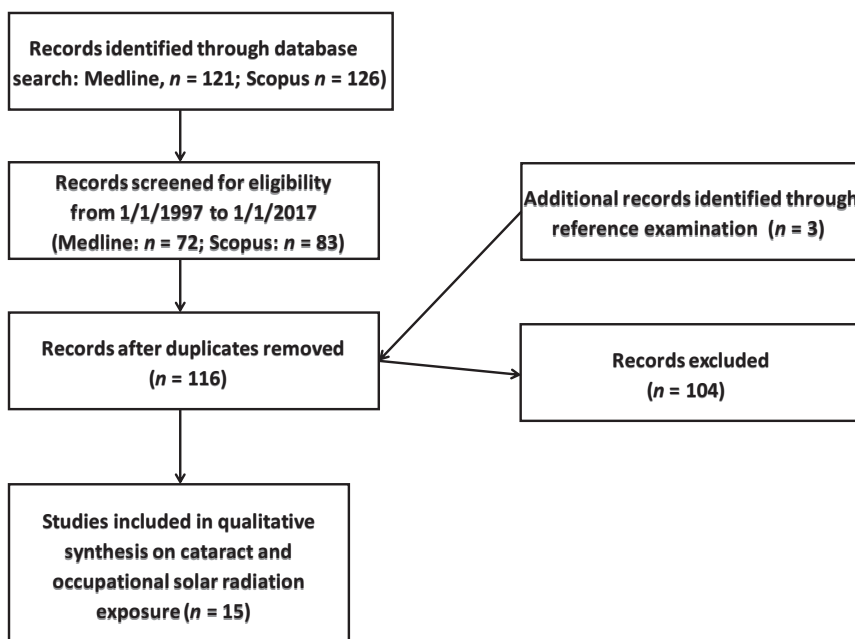 Records identified through database
search: Medline, n = 121; Scopus n = 126)
Records screened for eligibility
from 1/1/1997 to 1/1/2017
(Medline: n = 72; Scopus: n = 83)
Additional records identified through
reference examination (n = 3)
Records after duplicates removed
(n = 116)
Records excluded
(n = 104)
Studies included in qualitative
synthesis on cataract and
occupational solar radiation
exposure (n = 15)